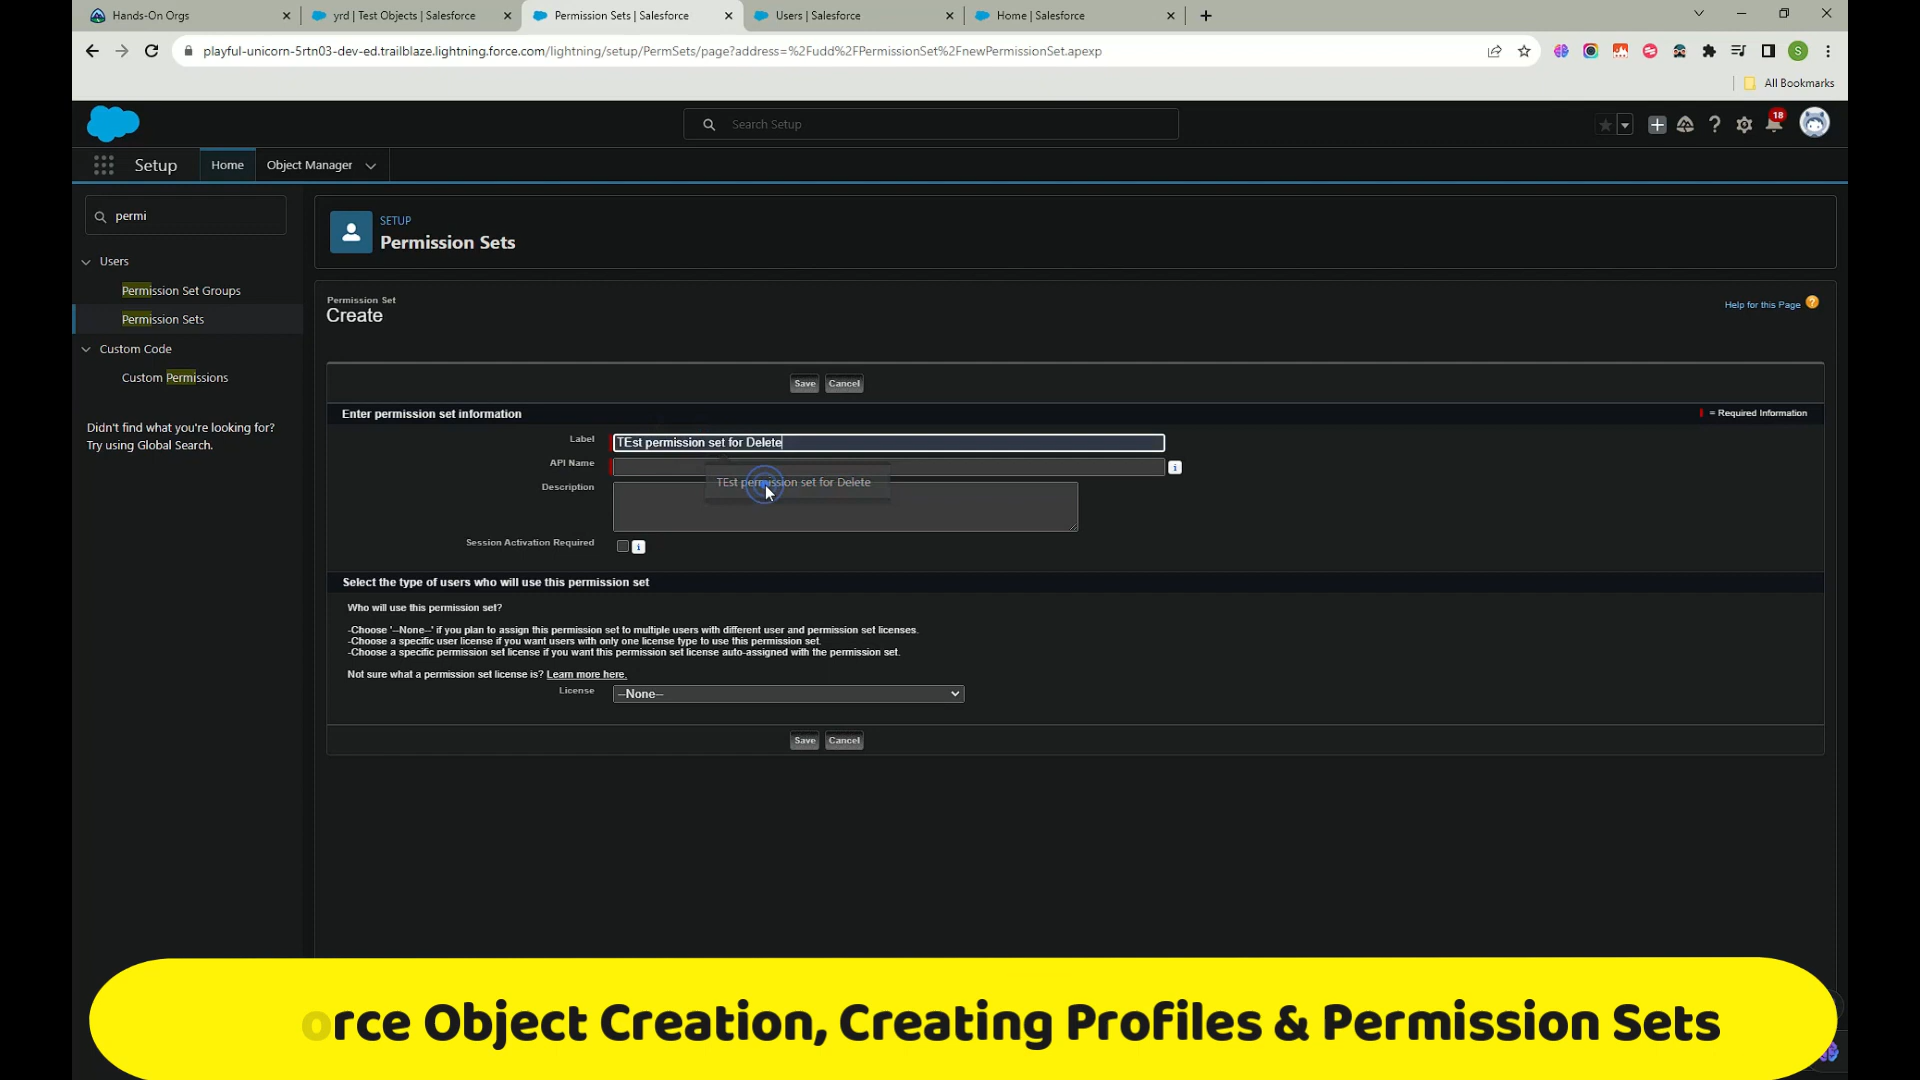 Hands-On Orgs
yrd | Test Objects | Salesforce
Permission Sets | Salesforce
Users | Salesforce
Home | Salesforce
playful-unicorn-5rtn03-dev-ed.trailblaze.lightning.force.com/lightning/setup/PermSets/page?address=%2Fudd%2FPermissionSet%2FnewPermissionSet.apexp
S
All Bookmarks
Search Setup
18
Setup
Home
Object Manager
permi
Users
Permission Set Groups
Permission Sets
Custom Code
Custom Permissions
Didn't find what you're looking for?
Try using Global Search.
SETUP
Permission Sets
Permission Set
Create
Help for this Page
Save
Cancel
Enter permission set information
= Required Information
Label
TEst permission set for Delete
API Name
TEst permission set for Delete
Description
Session Activation Required
Select the type of users who will use this permission set
Who will use this permission set?
-Choose '--None--' if you plan to assign this permission set to multiple users with different user and permission set licenses.
-Choose a specific user license if you want users with only one license type to use this permission set.
-Choose a specific permission set license if you want this permission set license auto-assigned with the permission set.
Not sure what a permission set license is? Learn more here.
License
--None--
Save
Cancel
orce Object Creation, Creating Profiles & Permission Sets